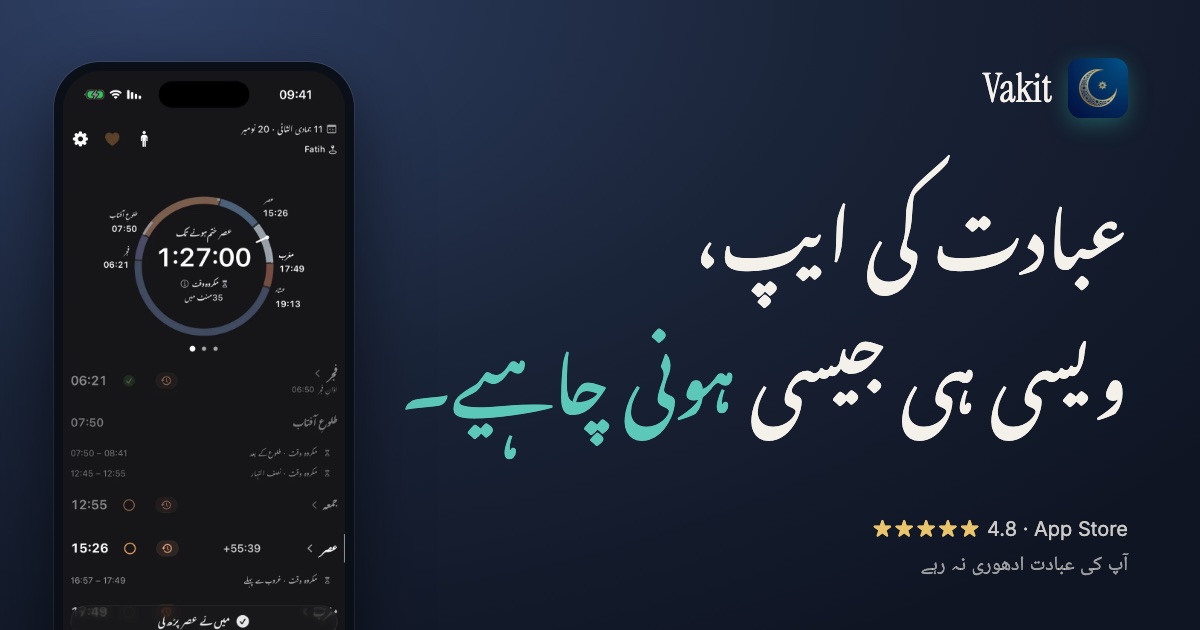 Vakit
عبادت کی ایپ،
ویسی ہی جیسی ہونی چاہیے۔
★★★★★ 4.8 · App Store
آپ کی عبادت ادھوری نہ رہے
09:41
11 جمادی الثانی · 20 نومبر
Fatih
عصر
15:26
طلوع آفتاب
07:50
عصر ختم ہونے تک
1:27:00
مکروہ وقت
35 منٹ میں
فجر
06:21
مغرب
17:49
عشاء
19:13
فجر 06:21
06:50
طلوع آفتاب 07:50
مکروہ وقت · طلوع کے بعد 07:50 – 08:41
مکروہ وقت · نصف النہار 12:45 – 12:55
جمعہ 12:55
عصر +55:39 15:26
مکروہ وقت · غروب سے پہلے 16:57 – 17:49
مغرب 17:49
میں نے عصر پڑھ لی